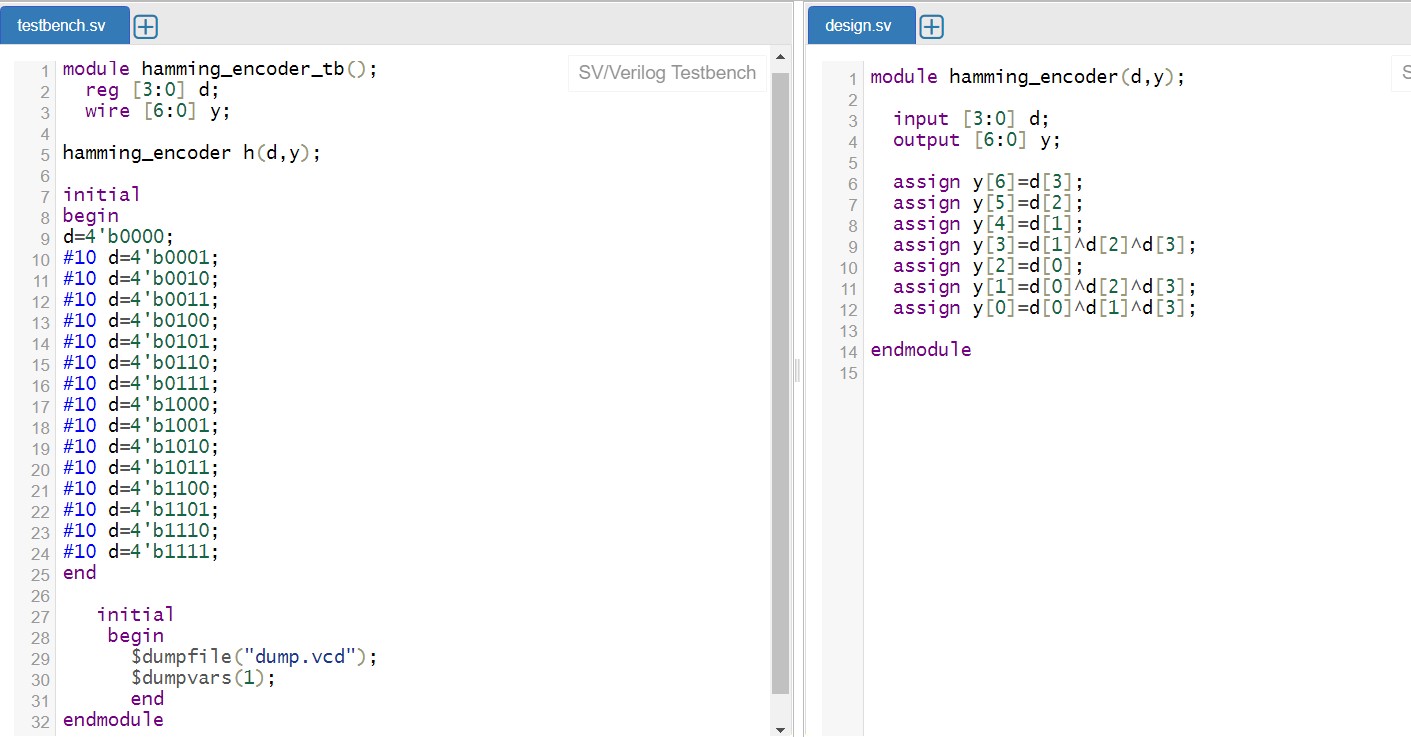 testbench.sv
SV/Verilog Testbench
1 module hamming_encoder_tb();
2 reg [3:0] d;
3 wire [6:0] y;
4
5 hamming_encoder h(d,y);
6
7 initial
8 begin
9 d=4'b0000;
10 #10 d=4'b0001;
11 #10 d=4'b0010;
12 #10 d=4'b0011;
13 #10 d=4'b0100;
14 #10 d=4'b0101;
15 #10 d=4'b0110;
16 #10 d=4'b0111;
17 #10 d=4'b1000;
18 #10 d=4'b1001;
19 #10 d=4'b1010;
20 #10 d=4'b1011;
21 #10 d=4'b1100;
22 #10 d=4'b1101;
23 #10 d=4'b1110;
24 #10 d=4'b1111;
25 end
26
27 initial
28 begin
29 $dumpfile("dump.vcd");
30 $dumpvars(1);
31 end
32 endmodule
design.sv
S
1 module hamming_encoder(d,y);
2
3 input [3:0] d;
4 output [6:0] y;
5
6 assign y[6]=d[3];
7 assign y[5]=d[2];
8 assign y[4]=d[1];
9 assign y[3]=d[1]^d[2]^d[3];
10 assign y[2]=d[0];
11 assign y[1]=d[0]^d[2]^d[3];
12 assign y[0]=d[0]^d[1]^d[3];
13
14 endmodule
15